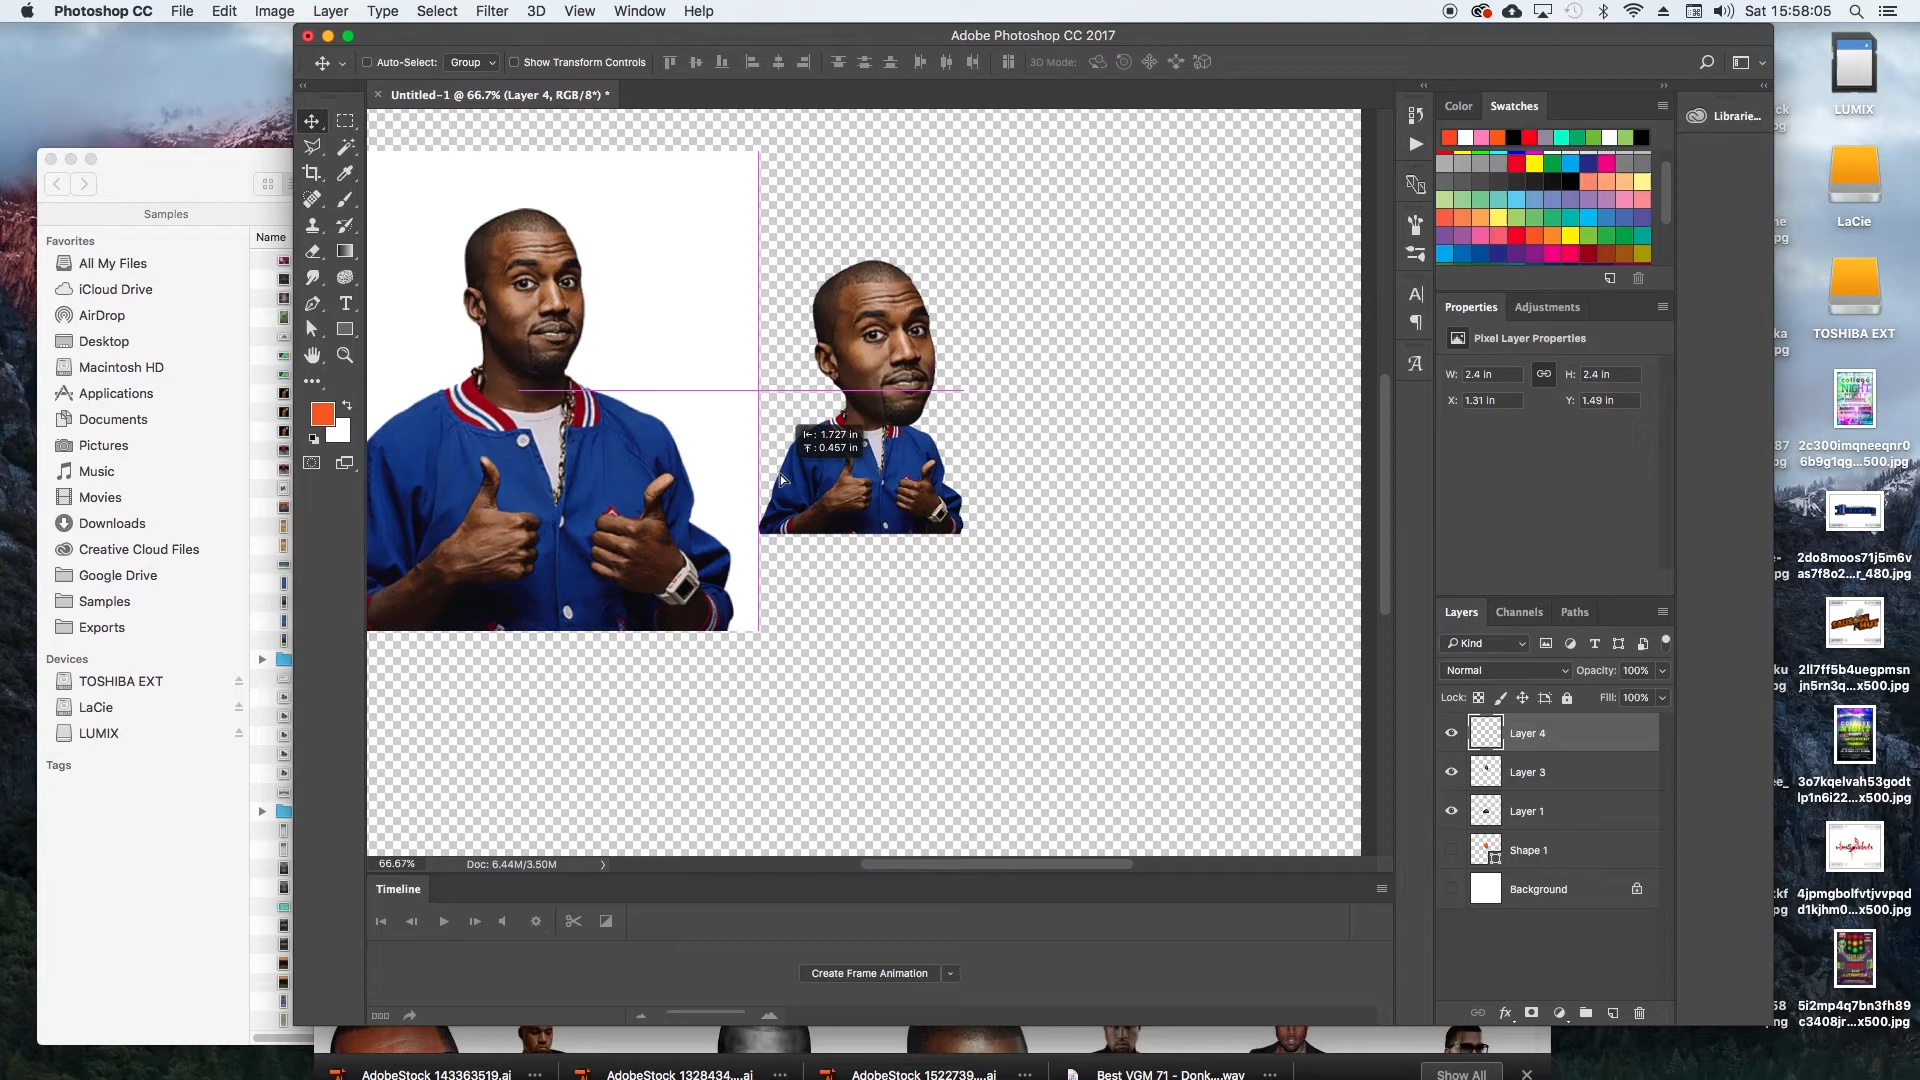 Photoshop CC File Edit Image Layer Type Select Filter 3D View Window Help
Sat 15:58:05
Adobe Photoshop CC 2017
Auto-Select: Group Show Transform Controls
3D Mode:
Untitled-1 @ 66.7% (Layer 4, RGB/8*) *
Samples
Favorites
All My Files
iCloud Drive
AirDrop
Desktop
Macintosh HD
Applications
Documents
Pictures
Music
Movies
Downloads
Creative Cloud Files
Google Drive
Samples
Exports
Devices
TOSHIBA EXT
LaCie
LUMIX
Tags
Name
: 1.727 in
: 0.457 in
66.67%
Doc: 6.44M/3.50M
Timeline
Create Frame Animation
Color Swatches
Librarie...
Properties Adjustments
Pixel Layer Properties
W: 2.4 in H: 2.4 in
X: 1.31 in Y: 1.49 in
Layers Channels Paths
Kind
Normal Opacity: 100%
Lock: Fill: 100%
Layer 4
Layer 3
Layer 1
Shape 1
Background
fx
LUMIX
LaCie
TOSHIBA EXT
2c300imqneeqnr0
6b9g1qg...500.jpg
2do8moos71j5m6v
as7f8o2...r_480.jpg
2ll7ff5b4uegpmsn
jn5rn3q...x500.jpg
3o7kqelvah53godt
lp1n6i22...x500.jpg
4jpmgbolfvtjvvpqd
d1kjhm0...x500.jpg
5i2mp4q7bn3fh89
c3408jr...x500.jpg
AdobeStock_143363519.ai
AdobeStock_1328434....ai
AdobeStock_1522739....ai
Best VGM 71 - Donk....wav
Show All